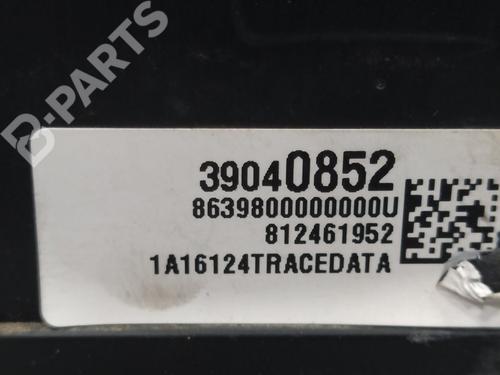 B-PARTS
39040852
8639800000000U
812461952
1A16124TRACEDATA